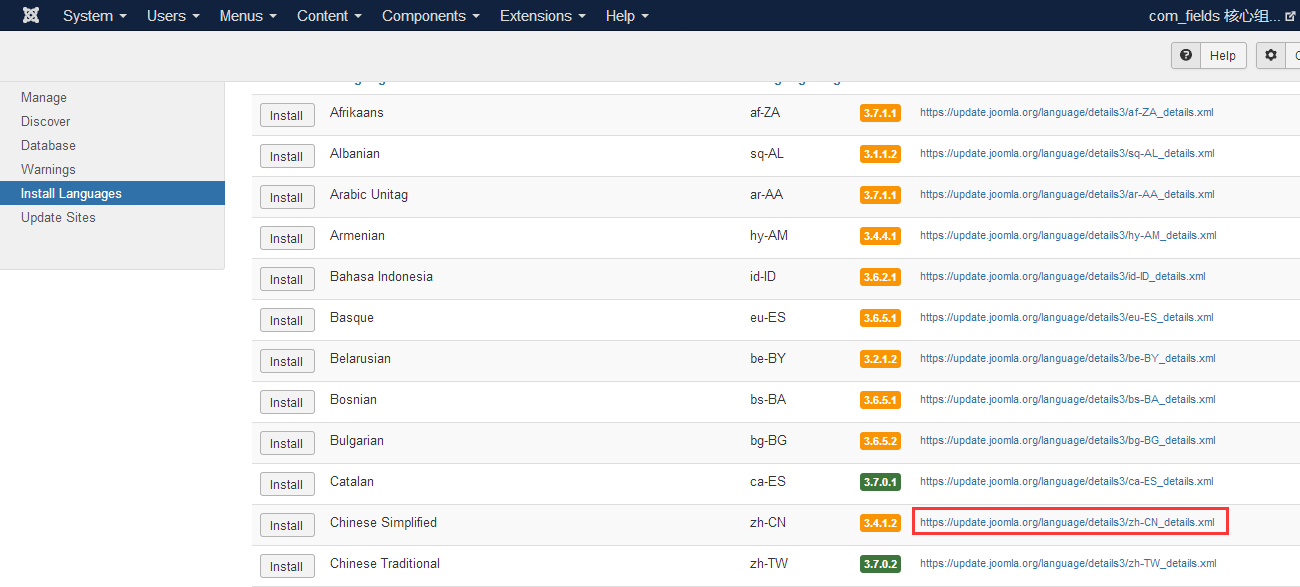 System Users Menus Content Components Extensions Help com_fields 核心组...
Help
Manage
Discover
Database
Warnings
Install Languages
Update Sites
Install Afrikaans af-ZA 3.7.1.1 https://update.joomla.org/language/details3/af-ZA_details.xml
Install Albanian sq-AL 3.1.1.2 https://update.joomla.org/language/details3/sq-AL_details.xml
Install Arabic Unitag ar-AA 3.7.1.1 https://update.joomla.org/language/details3/ar-AA_details.xml
Install Armenian hy-AM 3.4.4.1 https://update.joomla.org/language/details3/hy-AM_details.xml
Install Bahasa Indonesia id-ID 3.6.2.1 https://update.joomla.org/language/details3/id-ID_details.xml
Install Basque eu-ES 3.6.5.1 https://update.joomla.org/language/details3/eu-ES_details.xml
Install Belarusian be-BY 3.2.1.2 https://update.joomla.org/language/details3/be-BY_details.xml
Install Bosnian bs-BA 3.6.5.1 https://update.joomla.org/language/details3/bs-BA_details.xml
Install Bulgarian bg-BG 3.6.5.2 https://update.joomla.org/language/details3/bg-BG_details.xml
Install Catalan ca-ES 3.7.0.1 https://update.joomla.org/language/details3/ca-ES_details.xml
Install Chinese Simplified zh-CN 3.4.1.2 https://update.joomla.org/language/details3/zh-CN_details.xml
Install Chinese Traditional zh-TW 3.7.0.2 https://update.joomla.org/language/details3/zh-TW_details.xml